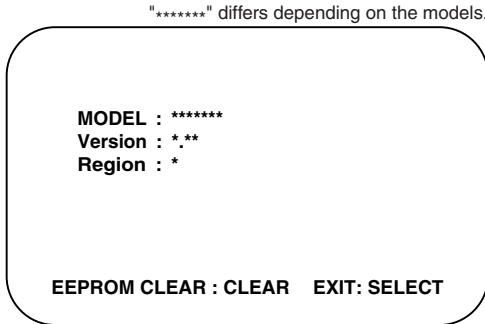 "*******" differs depending on the models.
MODEL : *******
Version : *.**
Region : *
EEPROM CLEAR : CLEAR EXIT: SELECT